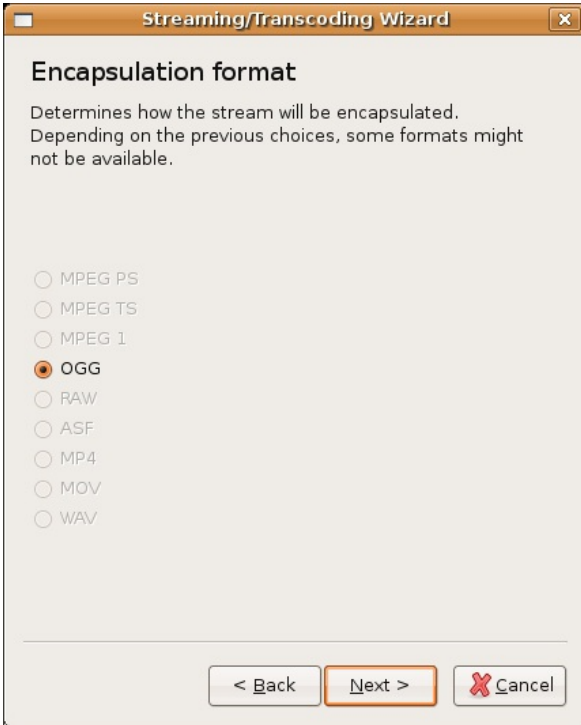 Streaming/Transcoding Wizard
Encapsulation format
Determines how the stream will be encapsulated.
Depending on the previous choices, some formats might
not be available.
MPEG PS
MPEG TS
MPEG 1
OGG
RAW
ASF
MP4
MOV
WAV
< Back
Next >
Cancel